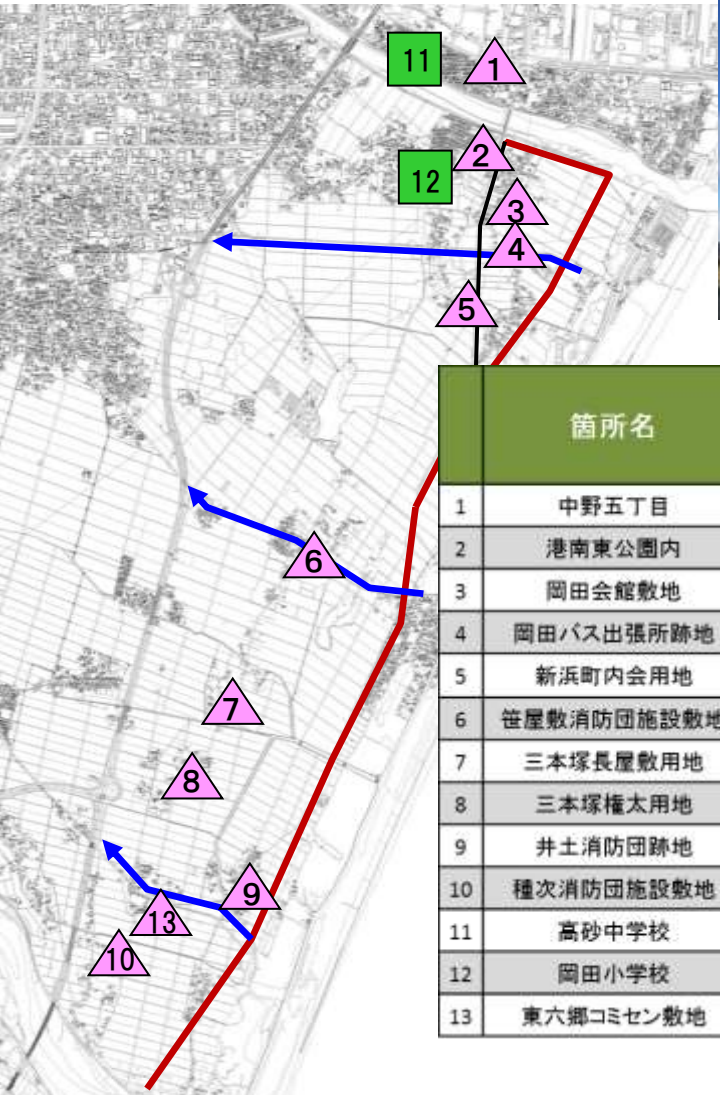 11
1
2
12
3
4
5
6
7
8
9
13
10
箇所名
1 中野五丁目
2 港南東公園内
3 岡田会館敷地
4 岡田バス出張所跡地
5 新浜町内会用地
6 笹屋敷消防団施設敷地
7 三本塚長屋敷用地
8 三本塚権太用地
9 井土消防団跡地
10 種次消防団施設敷地
11 高砂中学校
12 岡田小学校
13 東六郷コミセン敷地